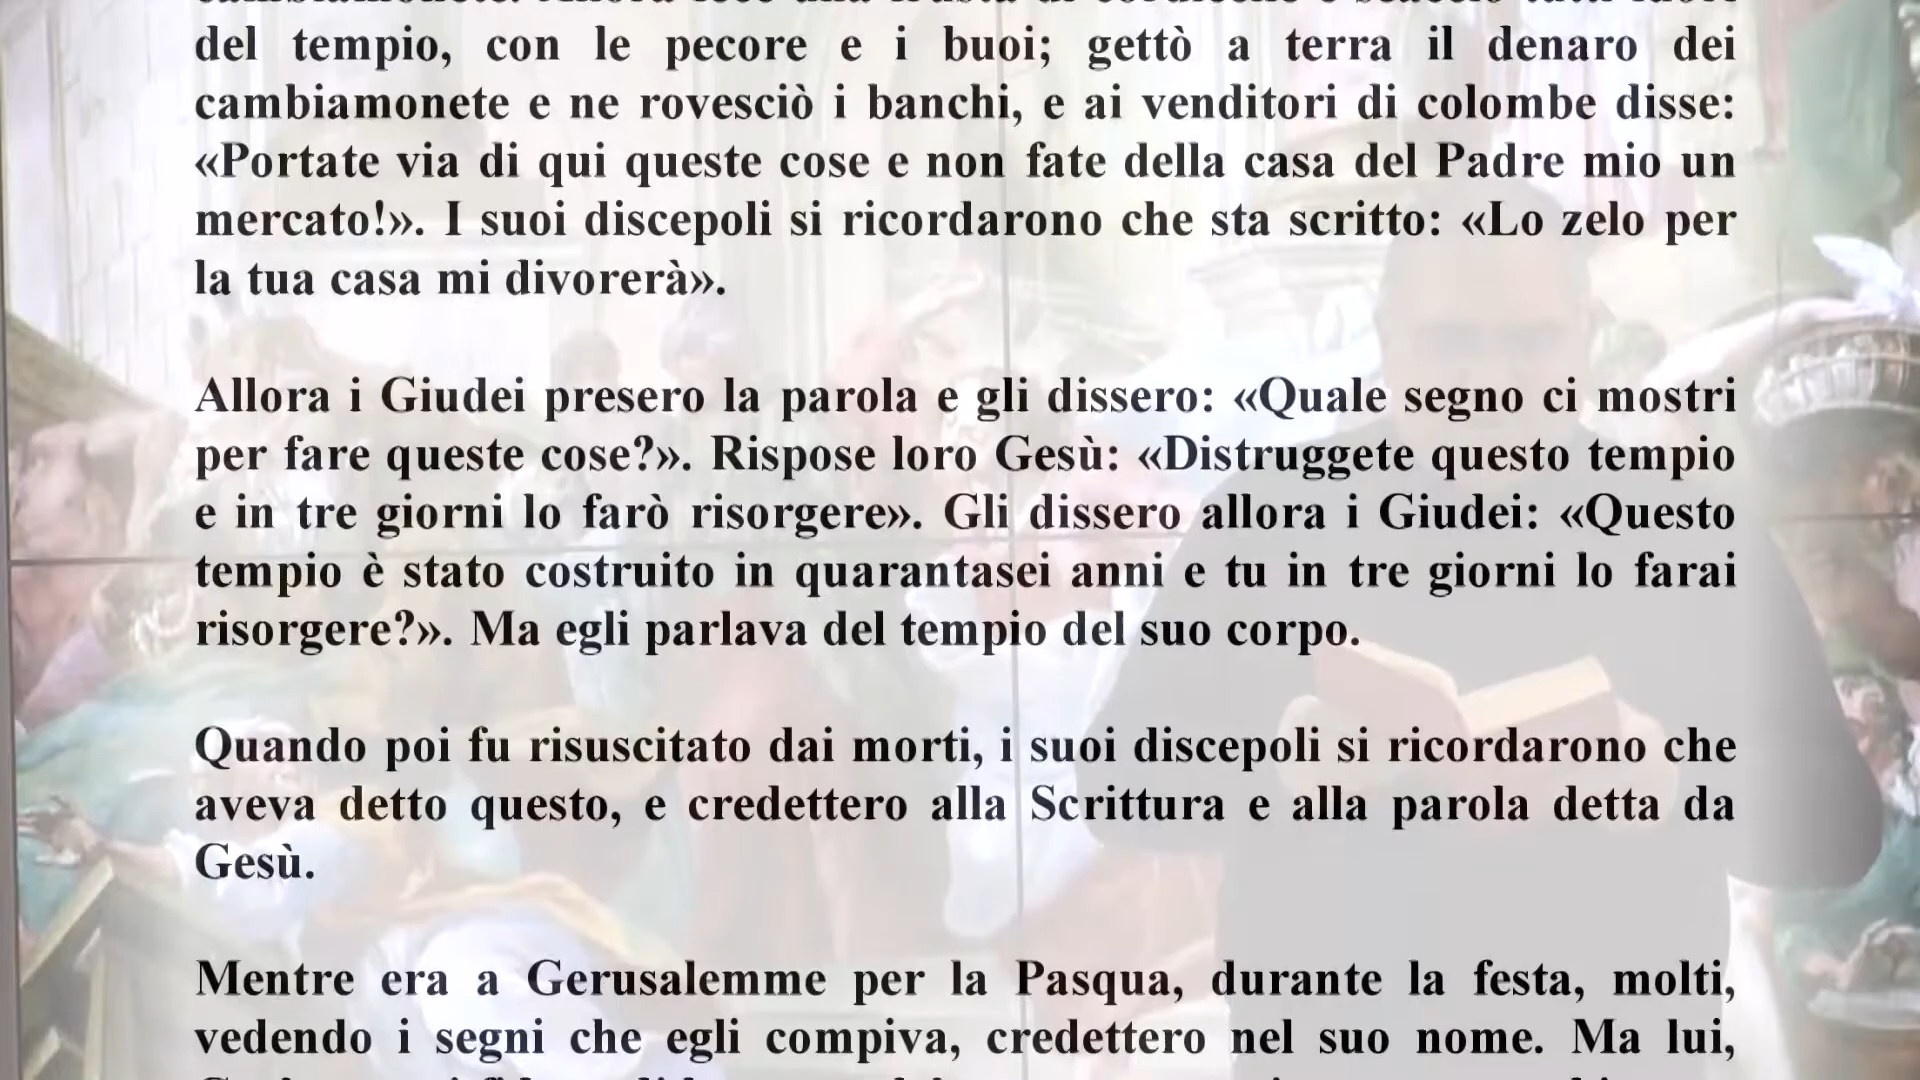 del tempio, con le pecore e i buoi; gettò a terra il denaro dei
cambiamonete e ne rovesciò i banchi, e ai venditori di colombe disse:
«Portate via di qui queste cose e non fate della casa del Padre mio un
mercato!». I suoi discepoli si ricordarono che sta scritto: «Lo zelo per
la tua casa mi divorerà».
Allora i Giudei presero la parola e gli dissero: «Quale segno ci mostri
per fare queste cose?». Rispose loro Gesù: «Distruggete questo tempio
e in tre giorni lo farò risorgere». Gli dissero allora i Giudei: «Questo
tempio è stato costruito in quarantasei anni e tu in tre giorni lo farai
risorgere?». Ma egli parlava del tempio del suo corpo.
Quando poi fu risuscitato dai morti, i suoi discepoli si ricordarono che
aveva detto questo, e credettero alla Scrittura e alla parola detta da
Gesù.
Mentre era a Gerusalemme per la Pasqua, durante la festa, molti,
vedendo i segni che egli compiva, credettero nel suo nome. Ma lui,